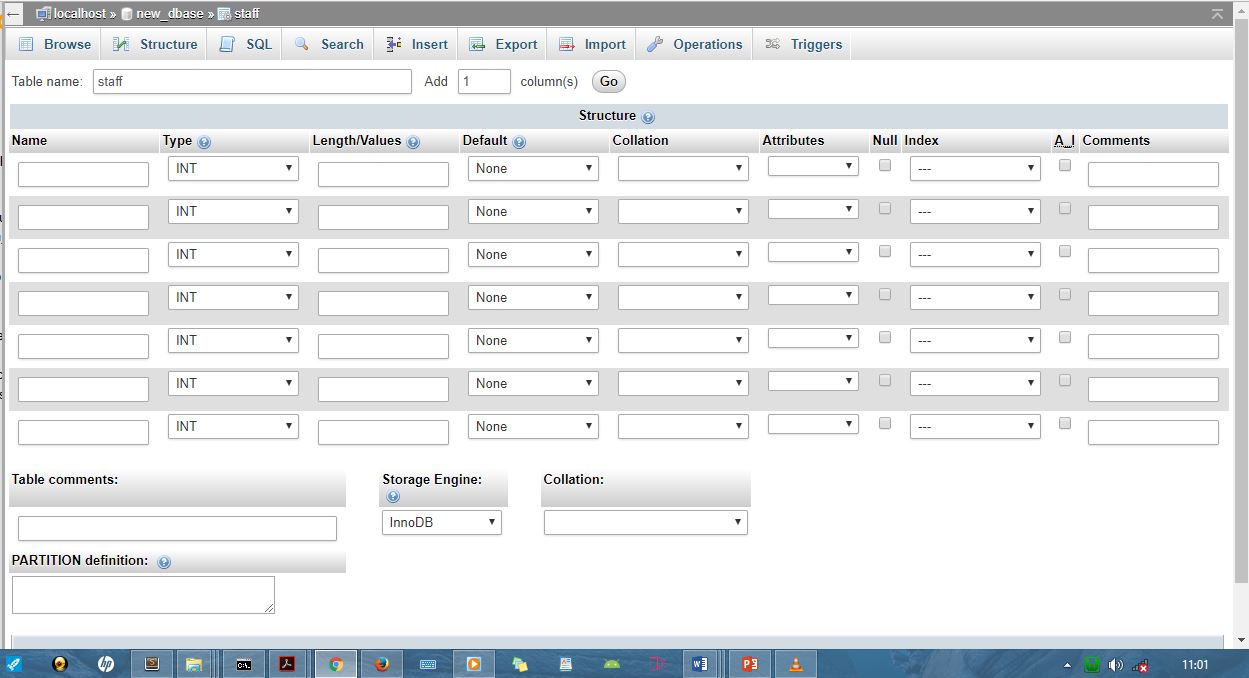 localhost » new_dbase » staff
Browse Structure SQL Search Insert Export Import Operations Triggers
Table name: staff Add 1 column(s) Go
Structure
Name Type Length/Values Default Collation Attributes Null Index A_I Comments
INT None ---
INT None ---
INT None ---
INT None ---
INT None ---
INT None ---
INT None ---
Table comments: Storage Engine: Collation:
InnoDB
PARTITION definition:
11:01